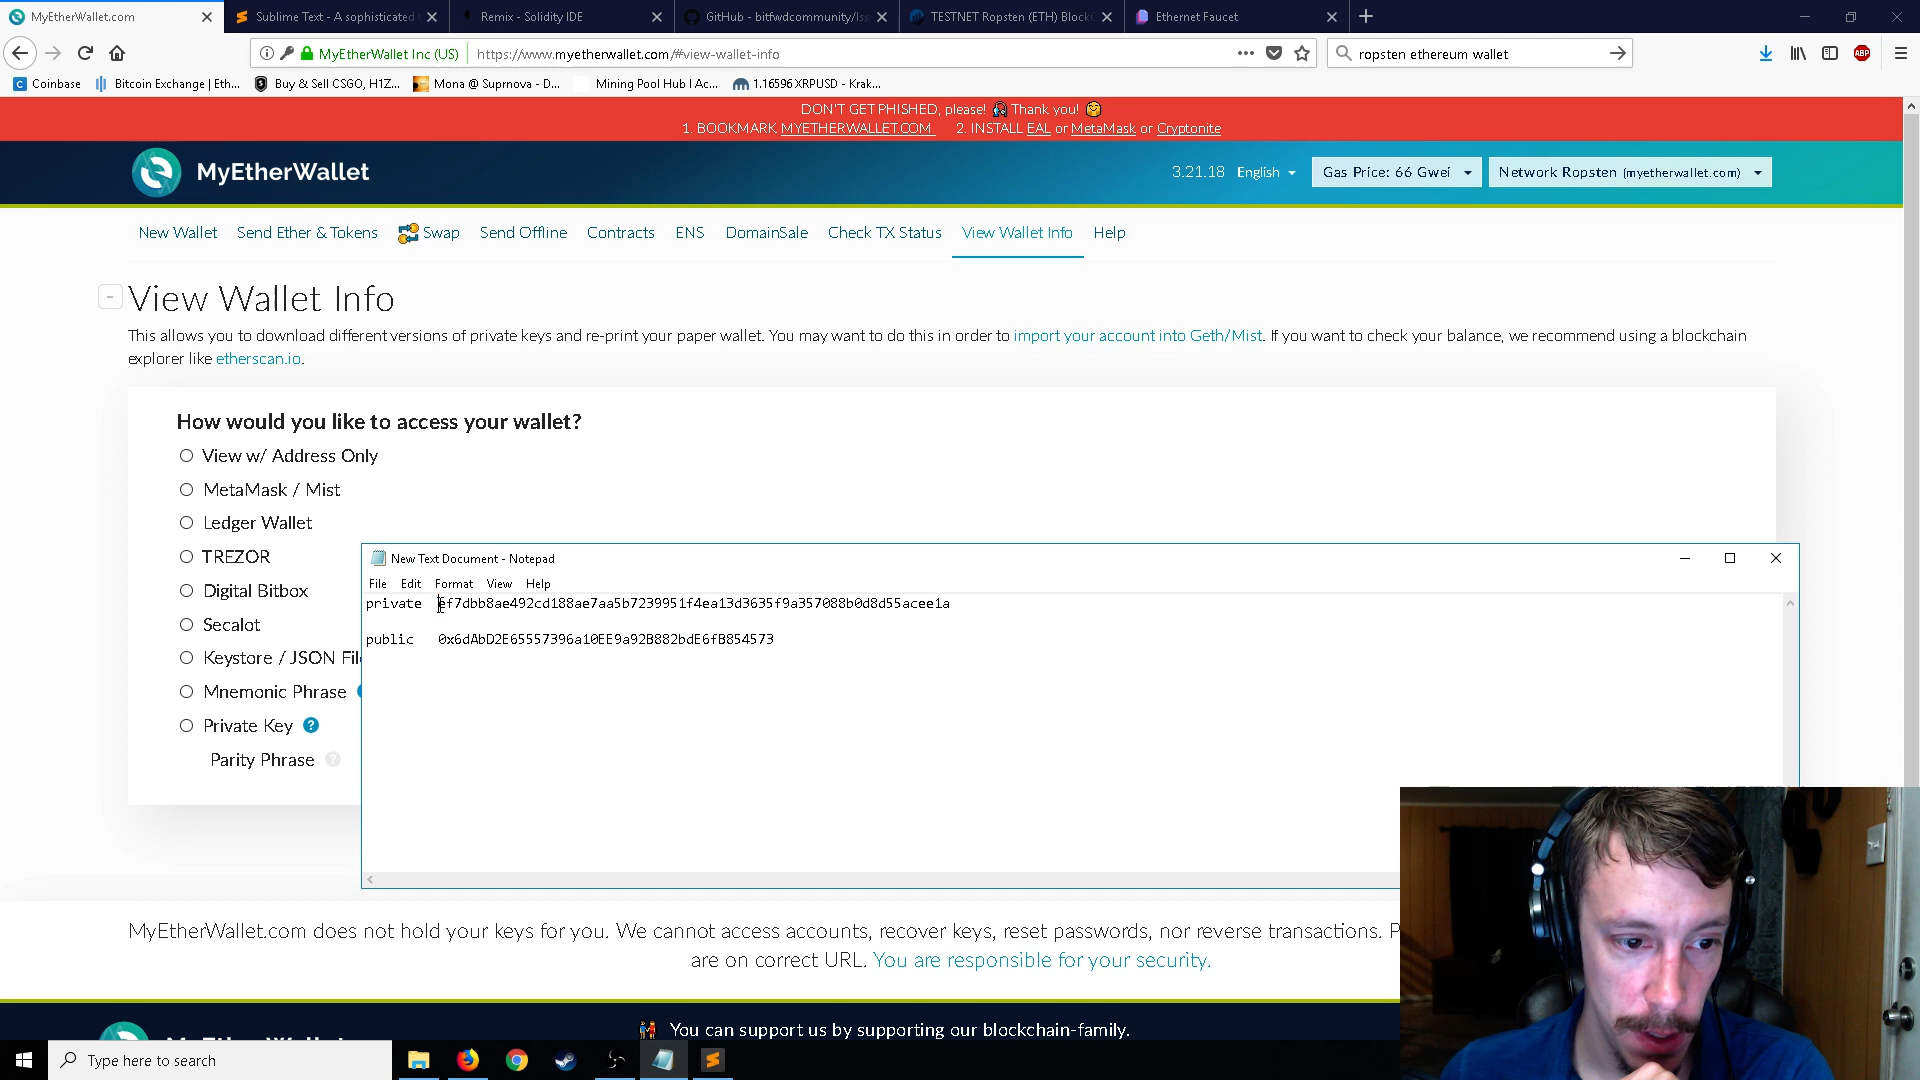 MyEtherWallet.com
Sublime Text - A sophisticated
Remix - Solidity IDE
GitHub - bitfwdcommunity/Iss
TESTNET Ropsten (ETH) Block
Ethernet Faucet
MyEtherWallet Inc (US)
https://www.myetherwallet.com/#view-wallet-info
ropsten ethereum wallet
ABP
Coinbase
Bitcoin Exchange | Eth...
Buy & Sell CSGO, H1Z...
Mona @ Suprnova - D...
Mining Pool Hub | Ac...
1.16596 XRPUSD - Krak...
DON'T GET PHISHED, please! Thank you!
1. BOOKMARK MYETHERWALLET.COM 2. INSTALL EAL or MetaMask or Cryptonite
MyEtherWallet
3.21.18 English
Gas Price: 66 Gwei
Network Ropsten (myetherwallet.com)
New Wallet
Send Ether & Tokens
Swap
Send Offline
Contracts
ENS
DomainSale
Check TX Status
View Wallet Info
Help
View Wallet Info
This allows you to download different versions of private keys and re-print your paper wallet. You may want to do this in order to import your account into Geth/Mist. If you want to check your balance, we recommend using a blockchain
explorer like etherscan.io.
How would you like to access your wallet?
View w/ Address Only
MetaMask / Mist
Ledger Wallet
TREZOR
Digital Bitbox
Secalot
Keystore / JSON Fil
Mnemonic Phrase
Private Key ?
Parity Phrase ?
New Text Document - Notepad
File Edit Format View Help
private ef7dbb8ae492cd188ae7aa5b7239951f4ea13d3635f9a357088b0d8d55acee1a
public 0x6dAbD2E65557396a10EE9a92B882bdE6fB854573
MyEtherWallet.com does not hold your keys for you. We cannot access accounts, recover keys, reset passwords, nor reverse transactions. P
are on correct URL. You are responsible for your security.
You can support us by supporting our blockchain-family.
Type here to search